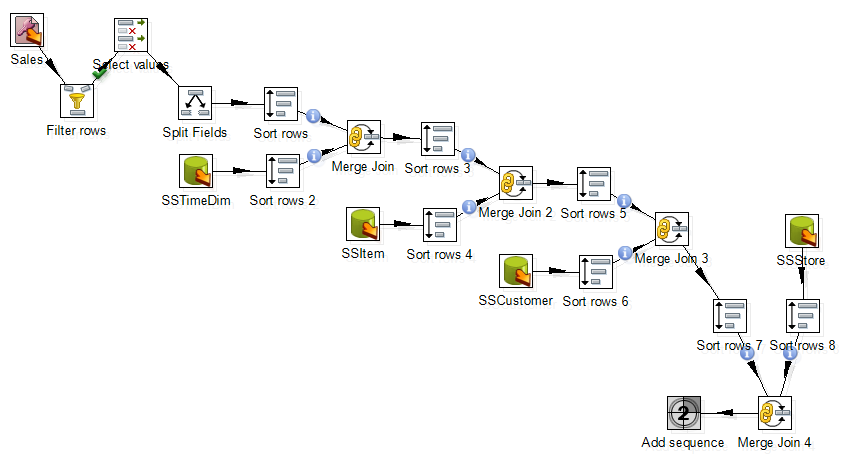 Sales
Select values
Filter rows
Split Fields
Sort rows
Merge Join
Sort rows 3
SSTimeDim
Sort rows 2
Merge Join 2
Sort rows 5
SSItem
Sort rows 4
Merge Join 3
SSStore
SSCustomer
Sort rows 6
Sort rows 7
Sort rows 8
2
Add sequence
Merge Join 4